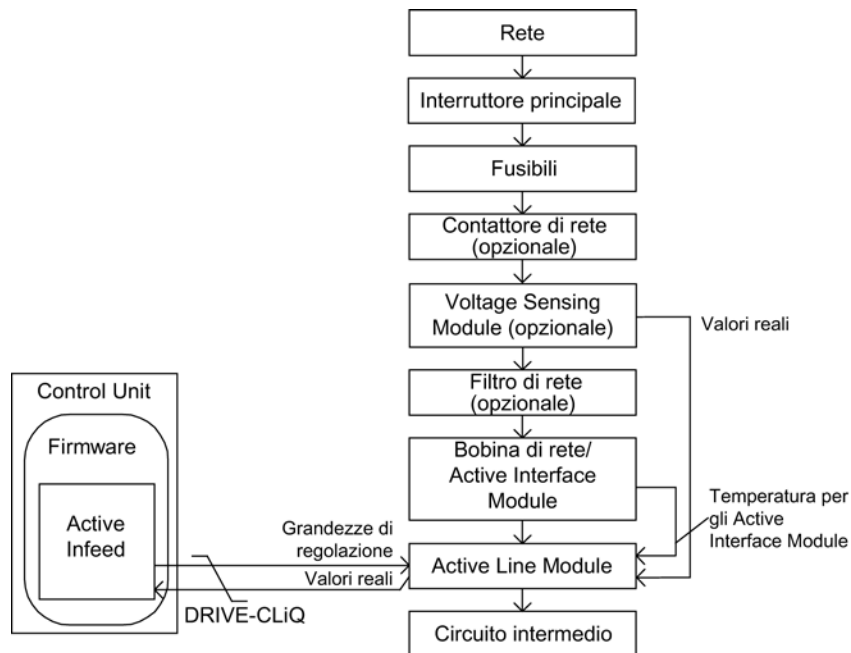 Rete
Interruttore principale
Fusibili
Contattore di rete
(opzionale)
Voltage Sensing
Module (opzionale)
Valori reali
Filtro di rete
(opzionale)
Control Unit
Firmware
Active
Infeed
Bobina di rete/
Active Interface
Module
Temperatura per
gli Active
Interface Module
Grandezze di
regolazione
Valori reali
DRIVE-CLiQ
Active Line Module
Circuito intermedio